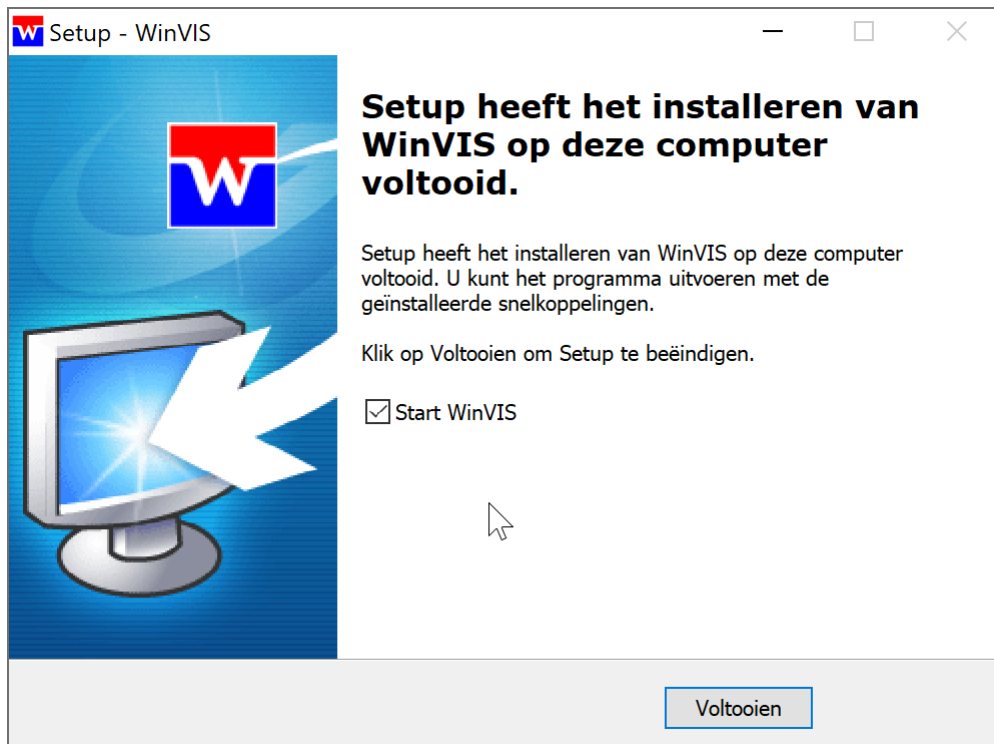 W Setup - WinVIS
W
Setup heeft het installeren van
WinVIS op deze computer
voltooid.
Setup heeft het installeren van WinVIS op deze computer
voltooid. U kunt het programma uitvoeren met de
geïnstalleerde snelkoppelingen.
Klik op Voltooien om Setup te beëindigen.
Start WinVIS
Voltooien